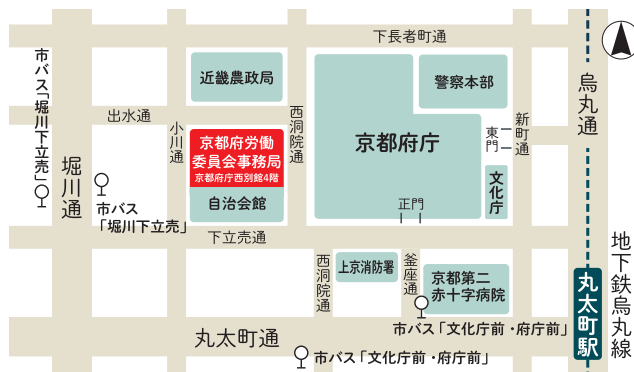 下長者町通
市バス「堀川下立売」
近畿農政局
警察本部
烏丸通
出水通
小川通
西洞院通
京都府庁
東門
新町通
京都府労働
委員会事務局
京都府庁西別館4階
自治会館
堀川通
市バス
「堀川下立売」
正門
文化庁
下立売通
西洞院通
上京消防署
釜座通
京都第二
赤十字病院
地下鉄烏丸線
丸太町駅
丸太町通
市バス「文化庁前・府庁前」
市バス「文化庁前・府庁前」